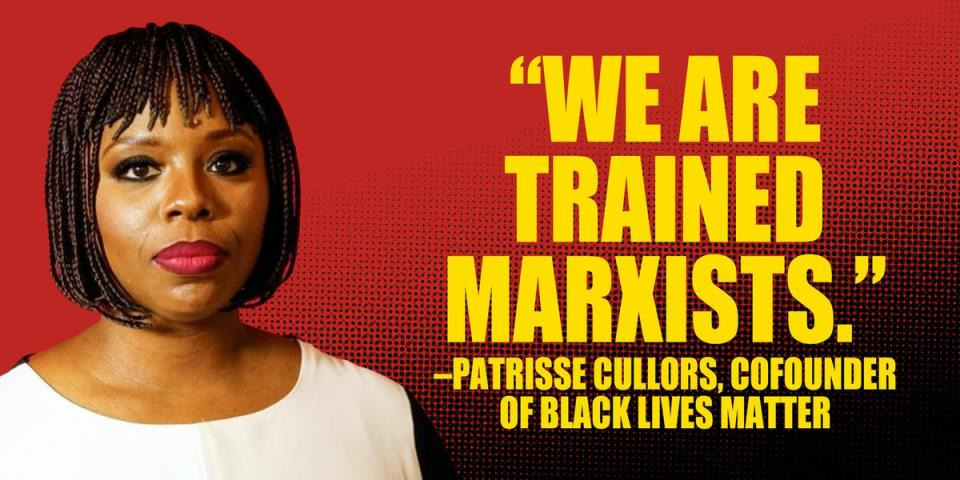 “WE ARE
TRAINED
MARXISTS.”
–PATRISSE CULLORS, COFOUNDER
OF BLACK LIVES MATTER